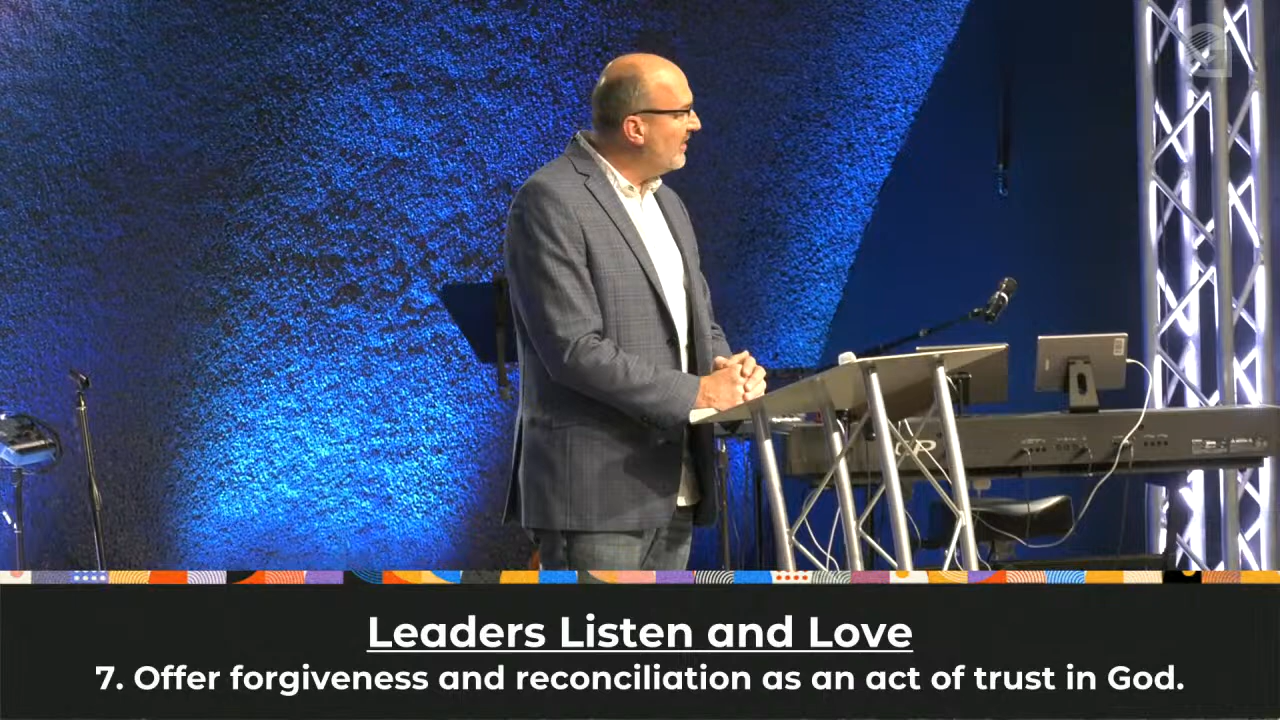 Leaders Listen and Love
7. Offer forgiveness and reconciliation as an act of trust in God.